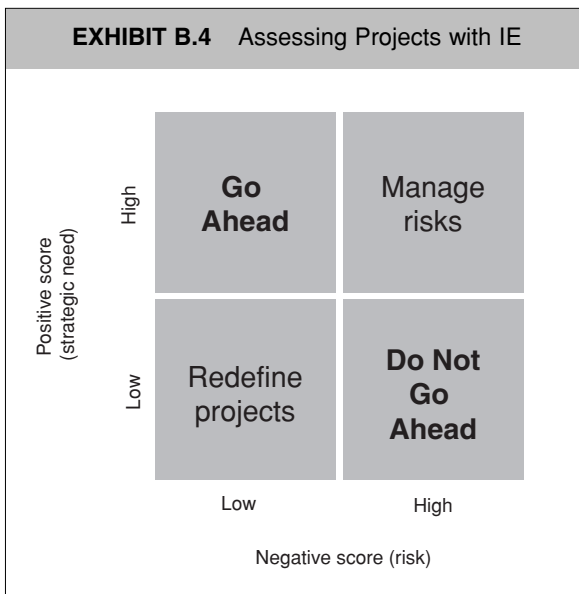 EXHIBIT B.4 Assessing Projects with IE
Positive score
(strategic need)
High
Go
Ahead
Manage
risks
Low
Redefine
projects
Do Not
Go
Ahead
Low
High
Negative score (risk)